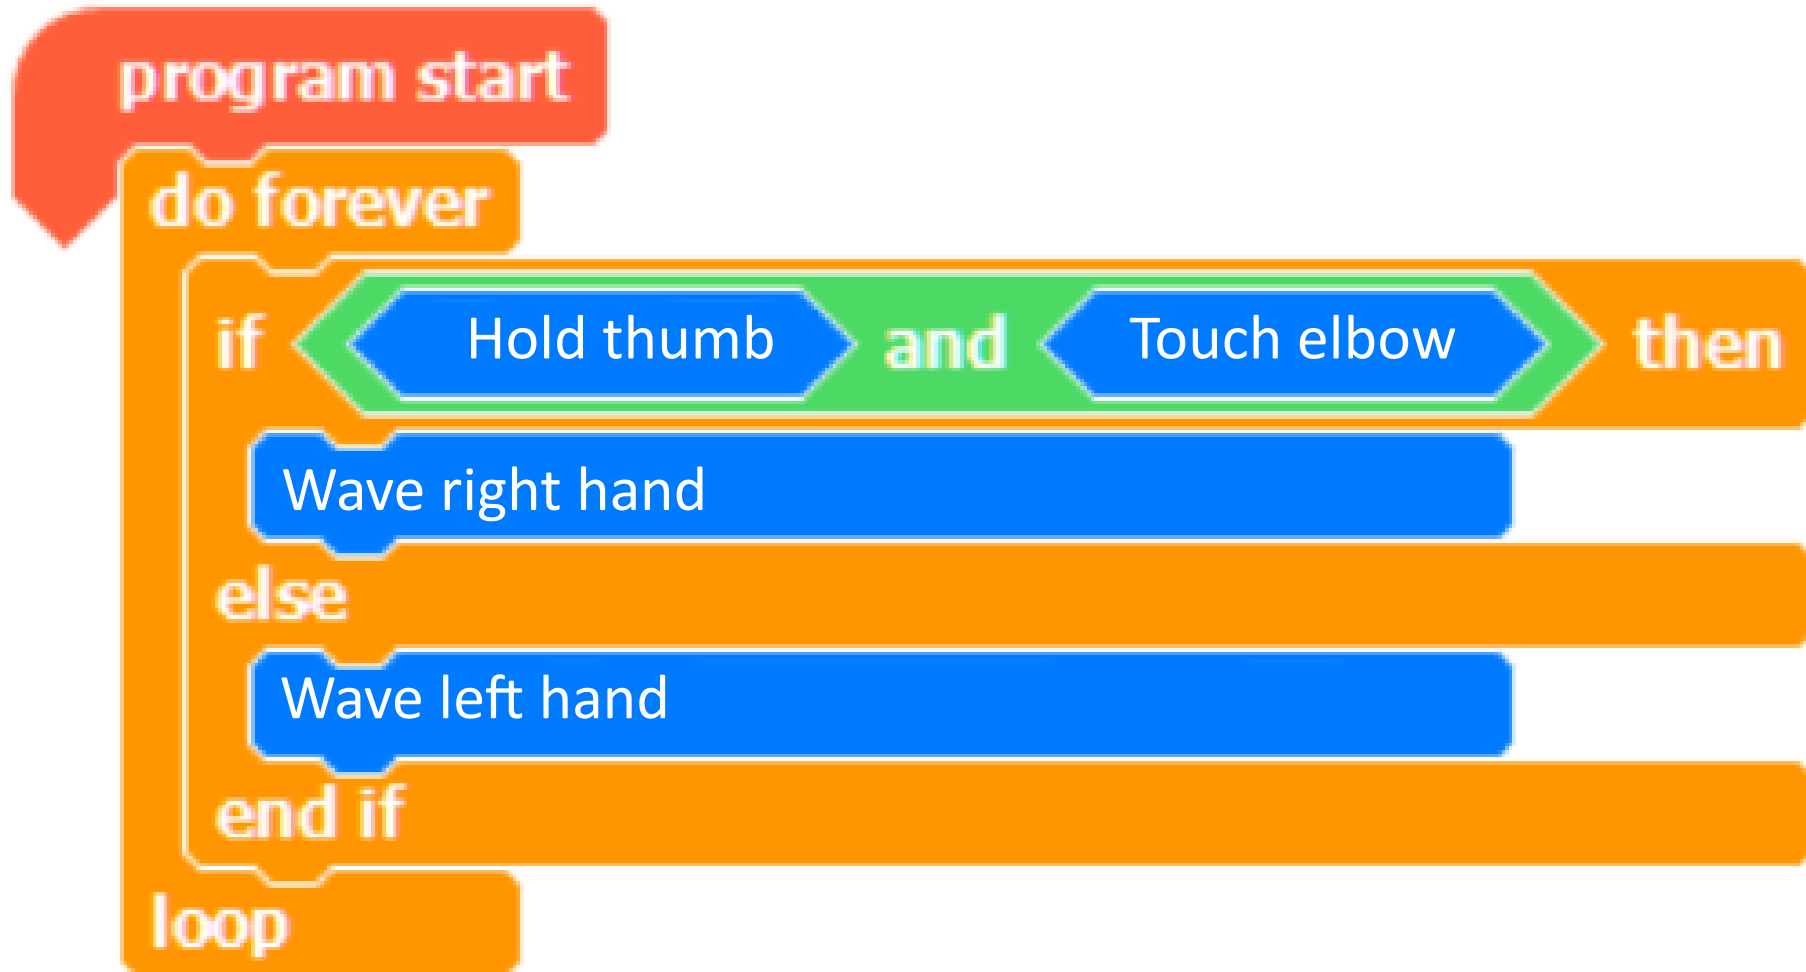 program start
do forever
if Hold thumb and Touch elbow then
Wave right hand
else
Wave left hand
end if
loop